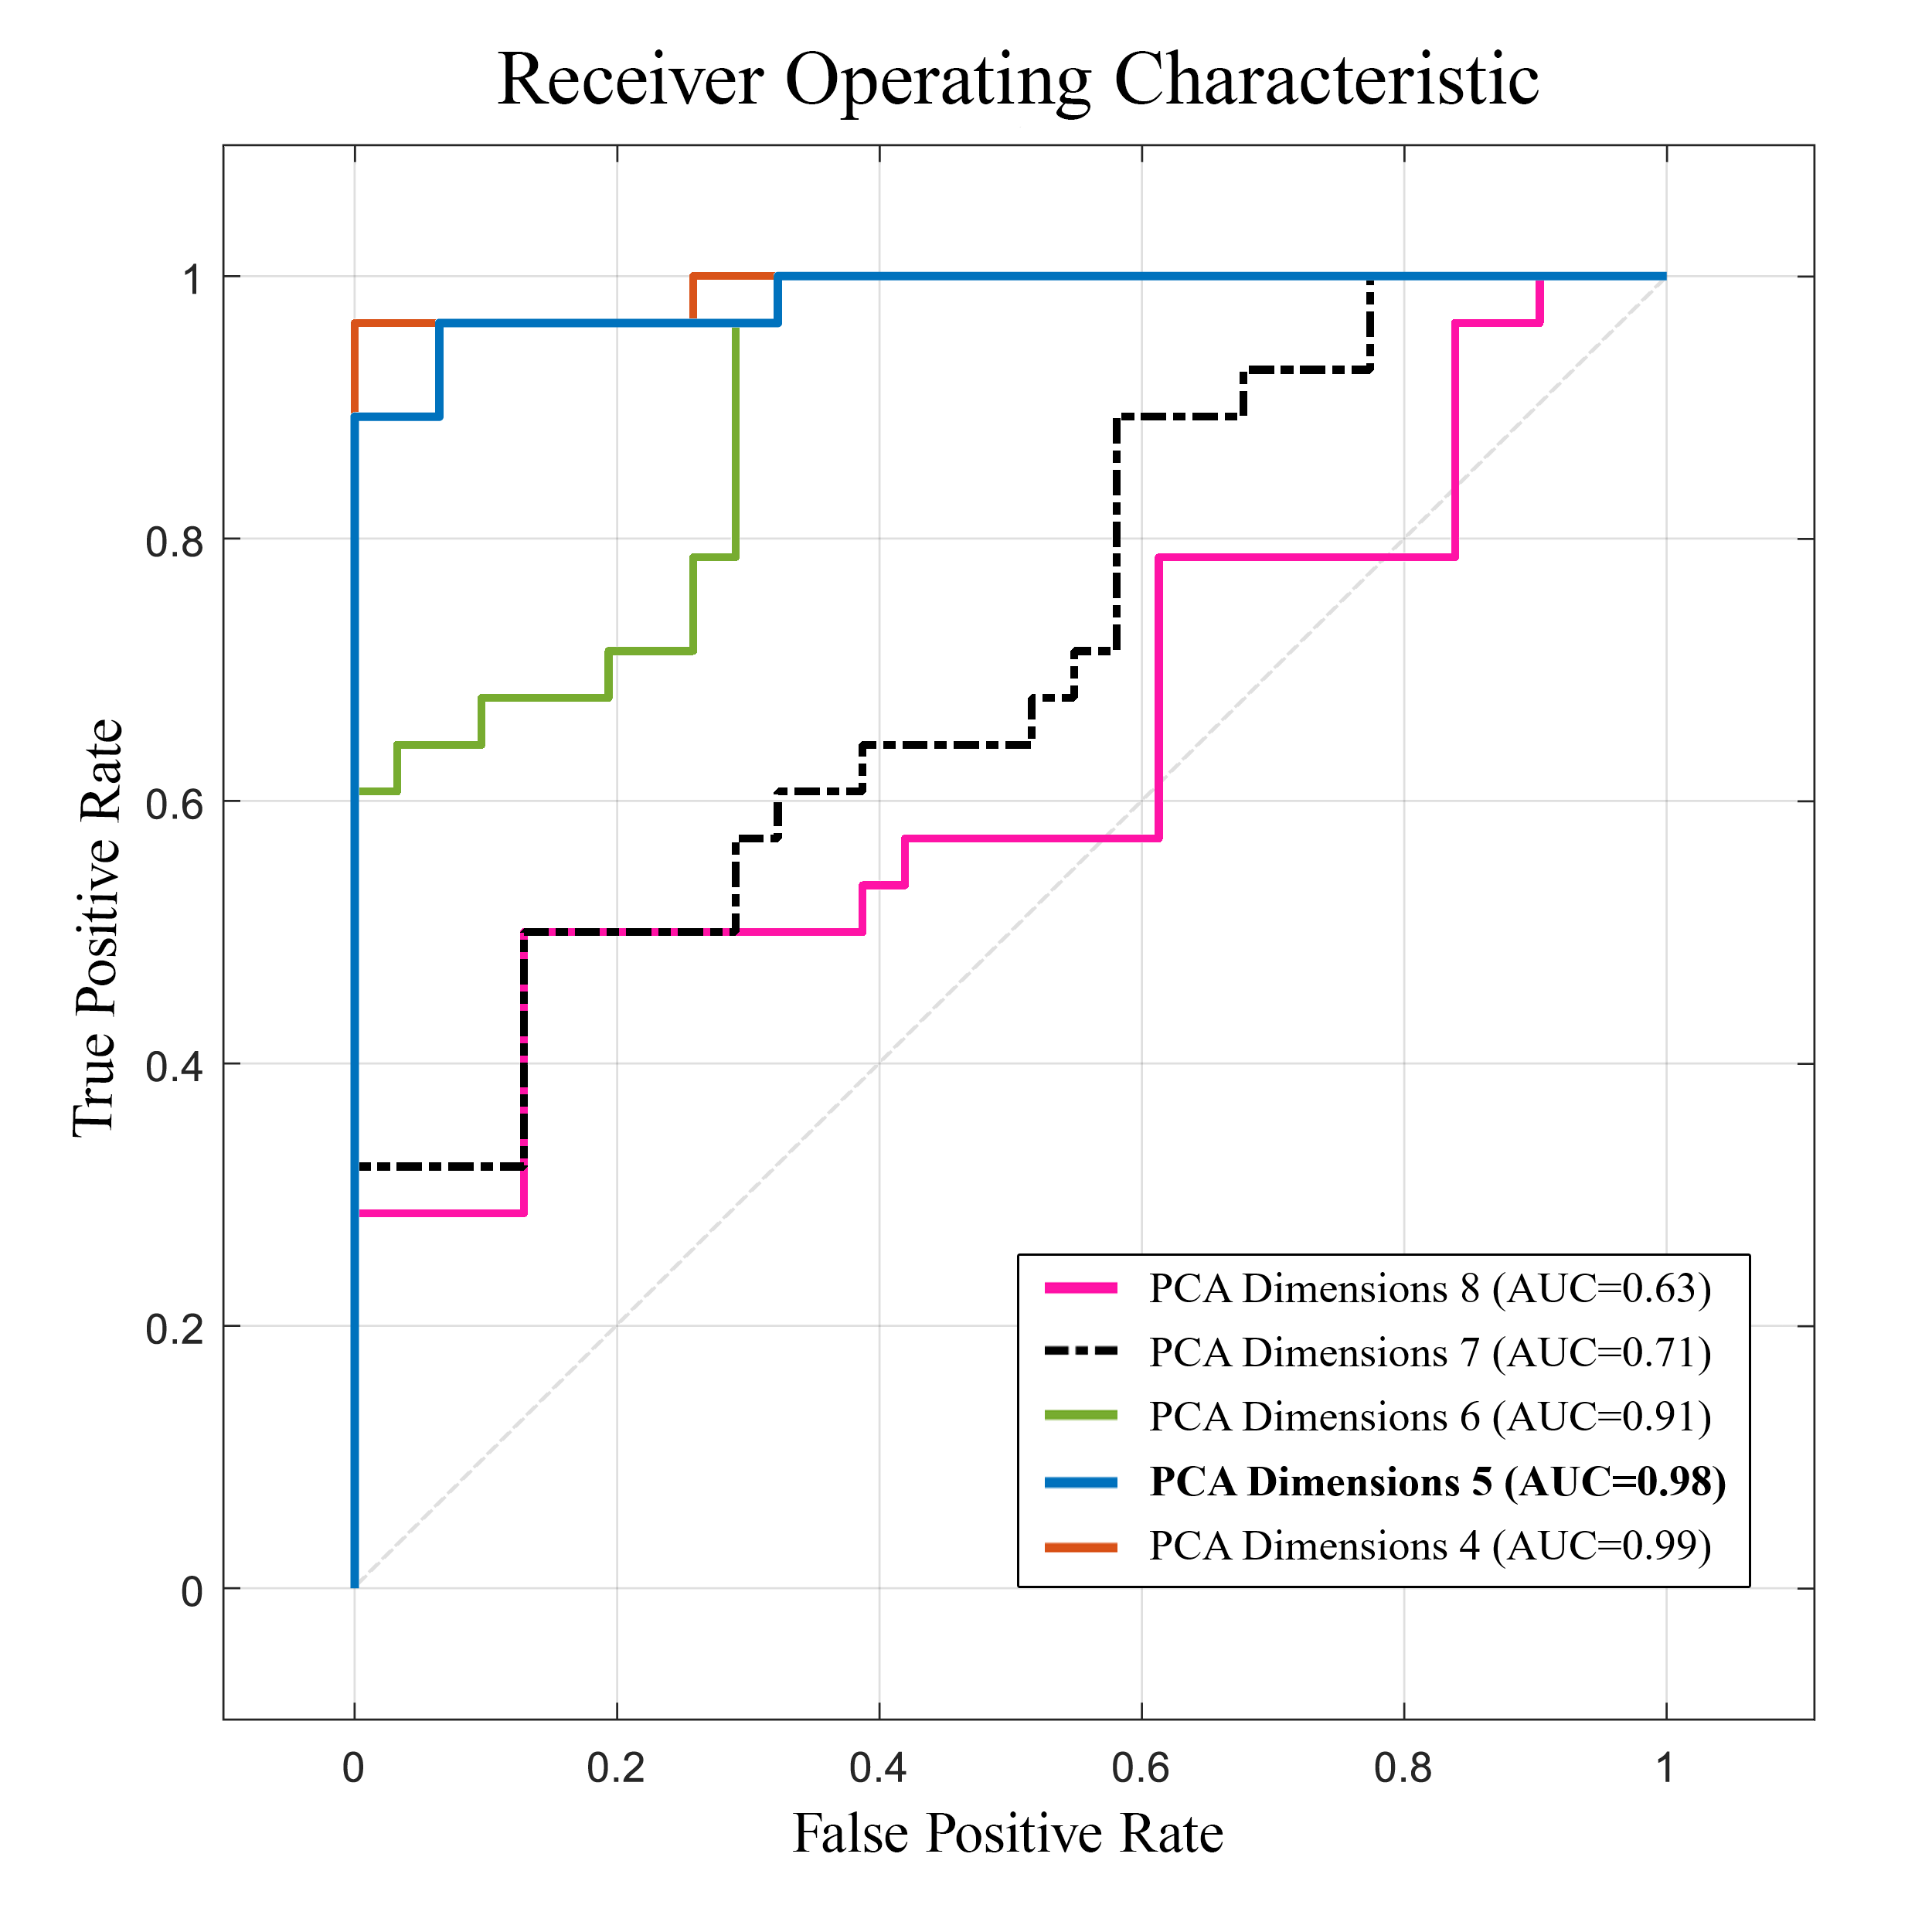 Receiver Operating Characteristic
1
0.8
0.6
0.4
0.2
0
True Positive Rate
PCA Dimensions 8 (AUC=0.63)
PCA Dimensions 7 (AUC=0.71)
PCA Dimensions 6 (AUC=0.91)
PCA Dimensions 5 (AUC=0.98)
PCA Dimensions 4 (AUC=0.99)
0 0.2 0.4 0.6 0.8 1
False Positive Rate